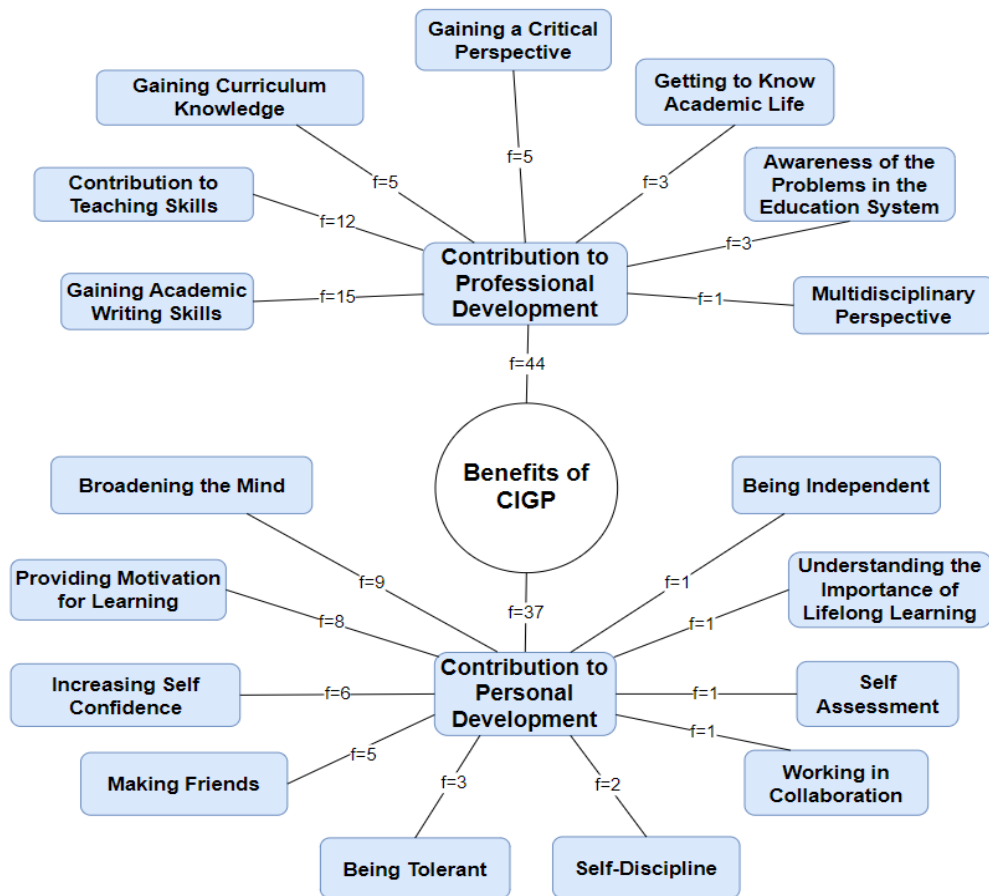 Gaining a Critical
Perspective
Gaining Curriculum
Knowledge
Getting to Know
Academic Life
Contribution to
Teaching Skills
Awareness of the
Problems in the
Education System
Gaining Academic
Writing Skills
Multidisciplinary
Perspective
f=5
f=5
f=3
f=12
f=3
f=15
f=1
Contribution to
Professional
Development
f=44
Benefits of
CIGP
f=37
Broadening the Mind
Being Independent
f=9
f=1
Providing Motivation
for Learning
Understanding the
Importance of
Lifelong Learning
f=8
f=1
Contribution to
Personal
Development
Increasing Self
Confidence
f=6
f=1
Self
Assessment
Making Friends
f=5
f=1
Working in
Collaboration
f=3
f=2
Being Tolerant
Self-Discipline